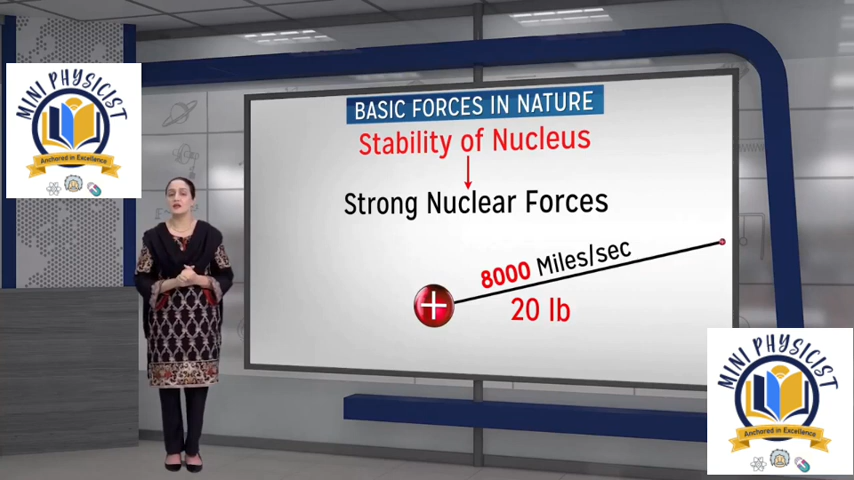 MINI PHYSICIST
Anchored in Excellence
BASIC FORCES IN NATURE
Stability of Nucleus
Strong Nuclear Forces
8000 Miles/sec
20 lb
MINI PHYSICIST
Anchored in Excellence